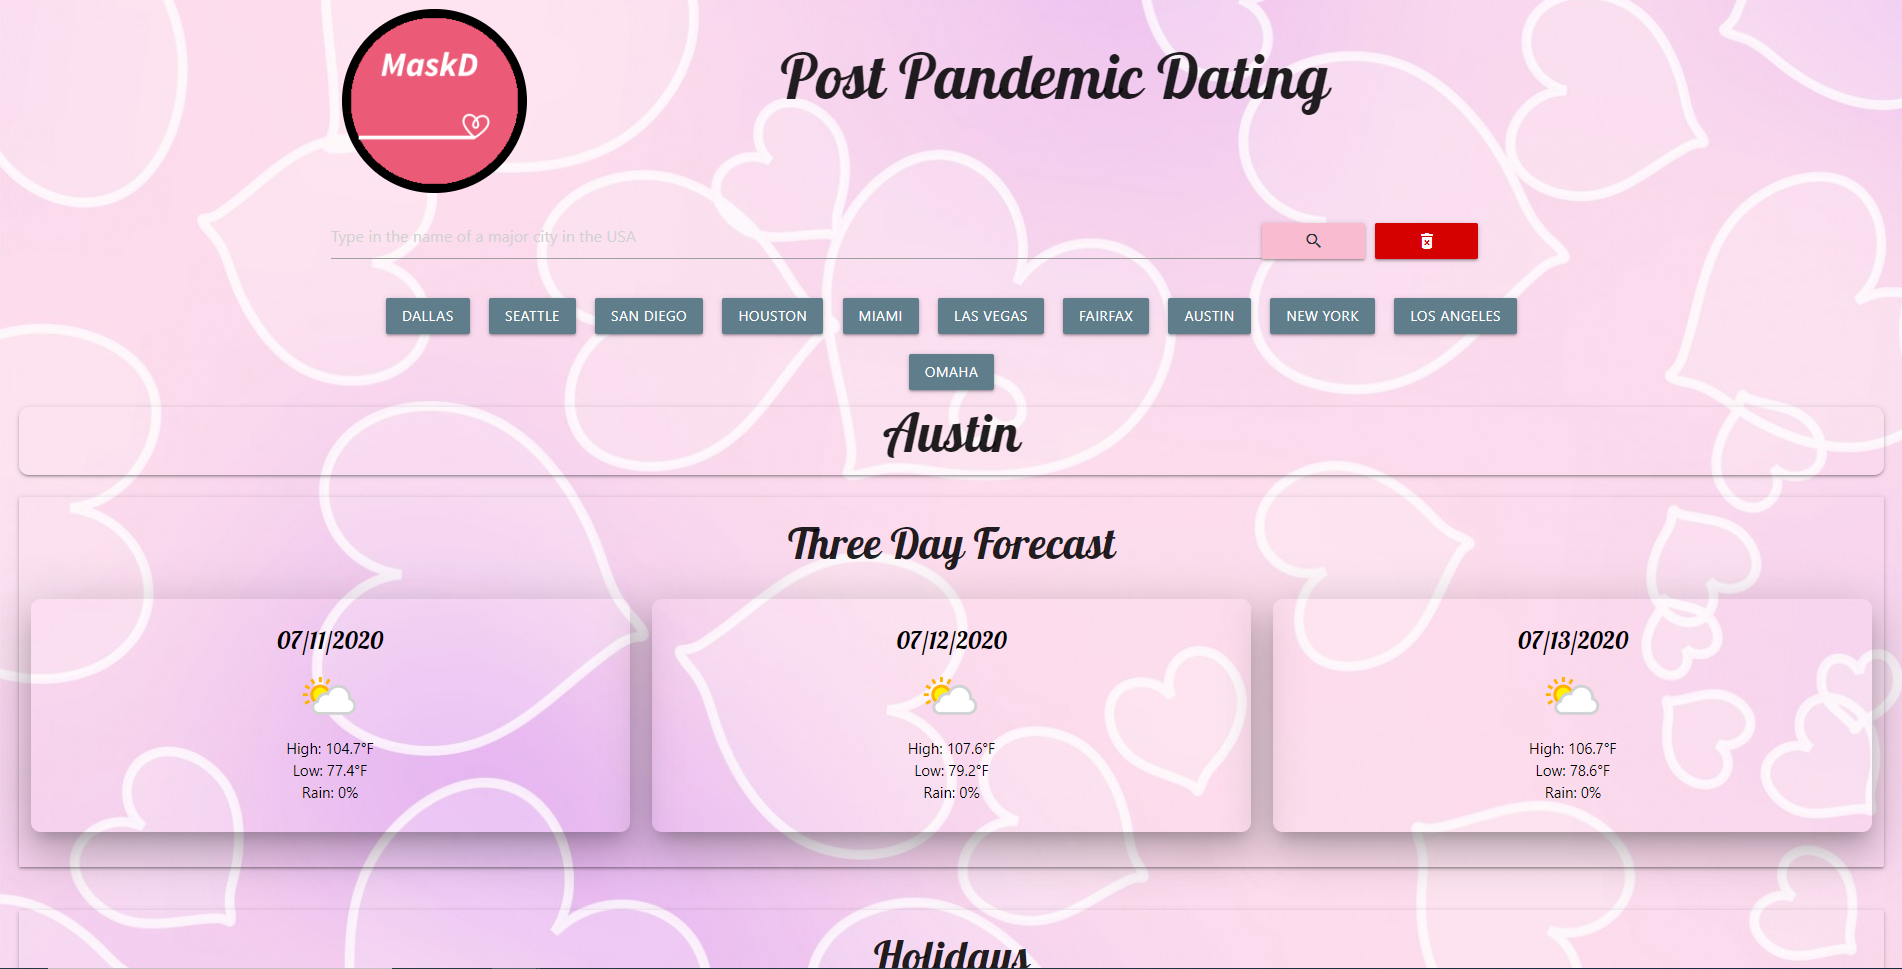 MaskD
Post Pandemic Dating
Type in the name of a major city in the USA
DALLAS SEATTLE SAN DIEGO HOUSTON MIAMI LAS VEGAS FAIRFAX AUSTIN NEW YORK LOS ANGELES
OMAHA
Austin
Three Day Forecast
07/11/2020
High: 104.7°F
Low: 77.4°F
Rain: 0%
07/12/2020
High: 107.6°F
Low: 79.2°F
Rain: 0%
07/13/2020
High: 106.7°F
Low: 78.6°F
Rain: 0%
Holidays